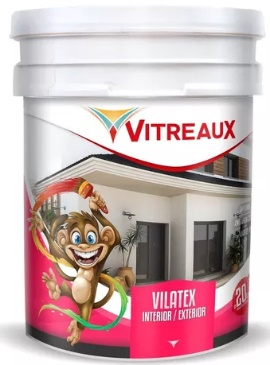 VITREAUX
VILATEX
INTERIOR / EXTERIOR
20